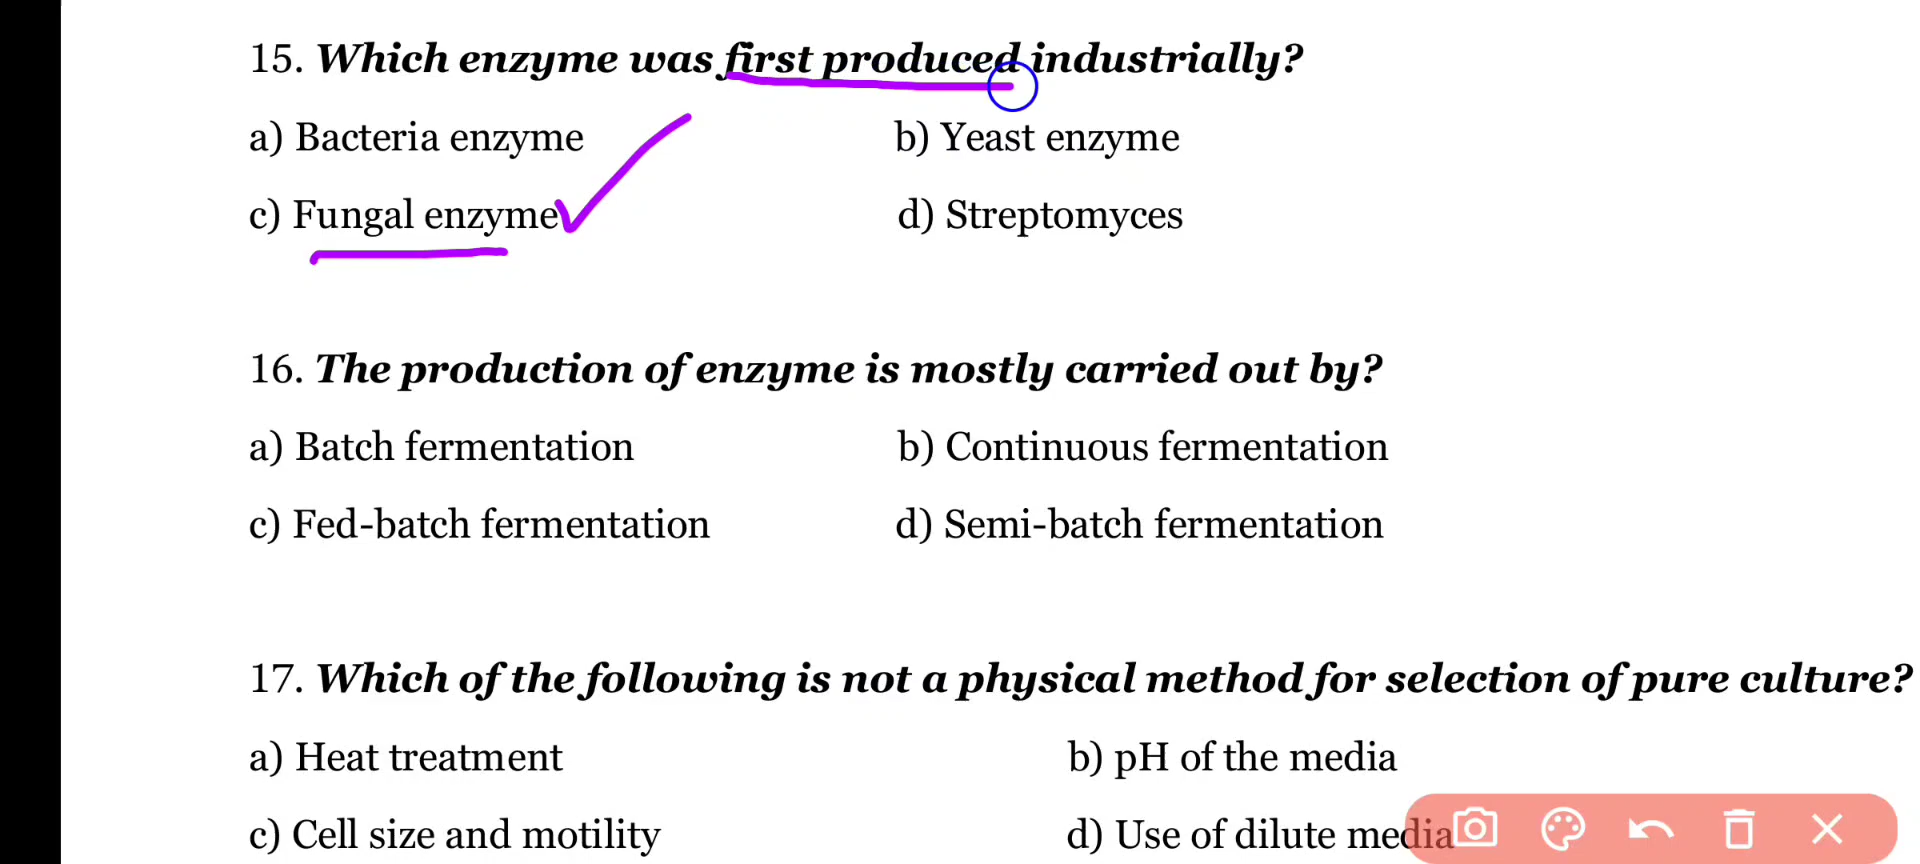 15. Which enzyme was first produced industrially?
a) Bacteria enzyme b) Yeast enzyme
c) Fungal enzyme d) Streptomyces
16. The production of enzyme is mostly carried out by?
a) Batch fermentation b) Continuous fermentation
c) Fed-batch fermentation d) Semi-batch fermentation
17. Which of the following is not a physical method for selection of pure culture?
a) Heat treatment b) pH of the media
c) Cell size and motility d) Use of dilute media